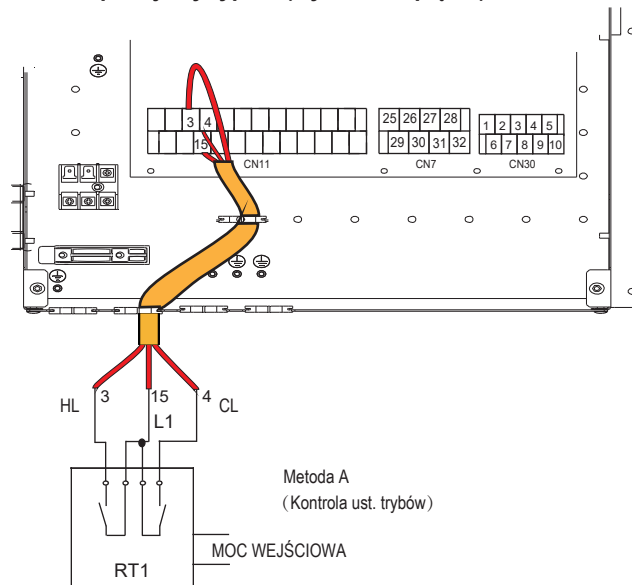 3 4
15
CN11
25 26 27 28
29 30 31 32
CN7
1 2 3 4 5
6 7 8 9 10
CN30
HL
3
15
4
CL
L1
Metoda A
(Kontrola ust. trybów)
MOC WEJŚCIOWA
RT1